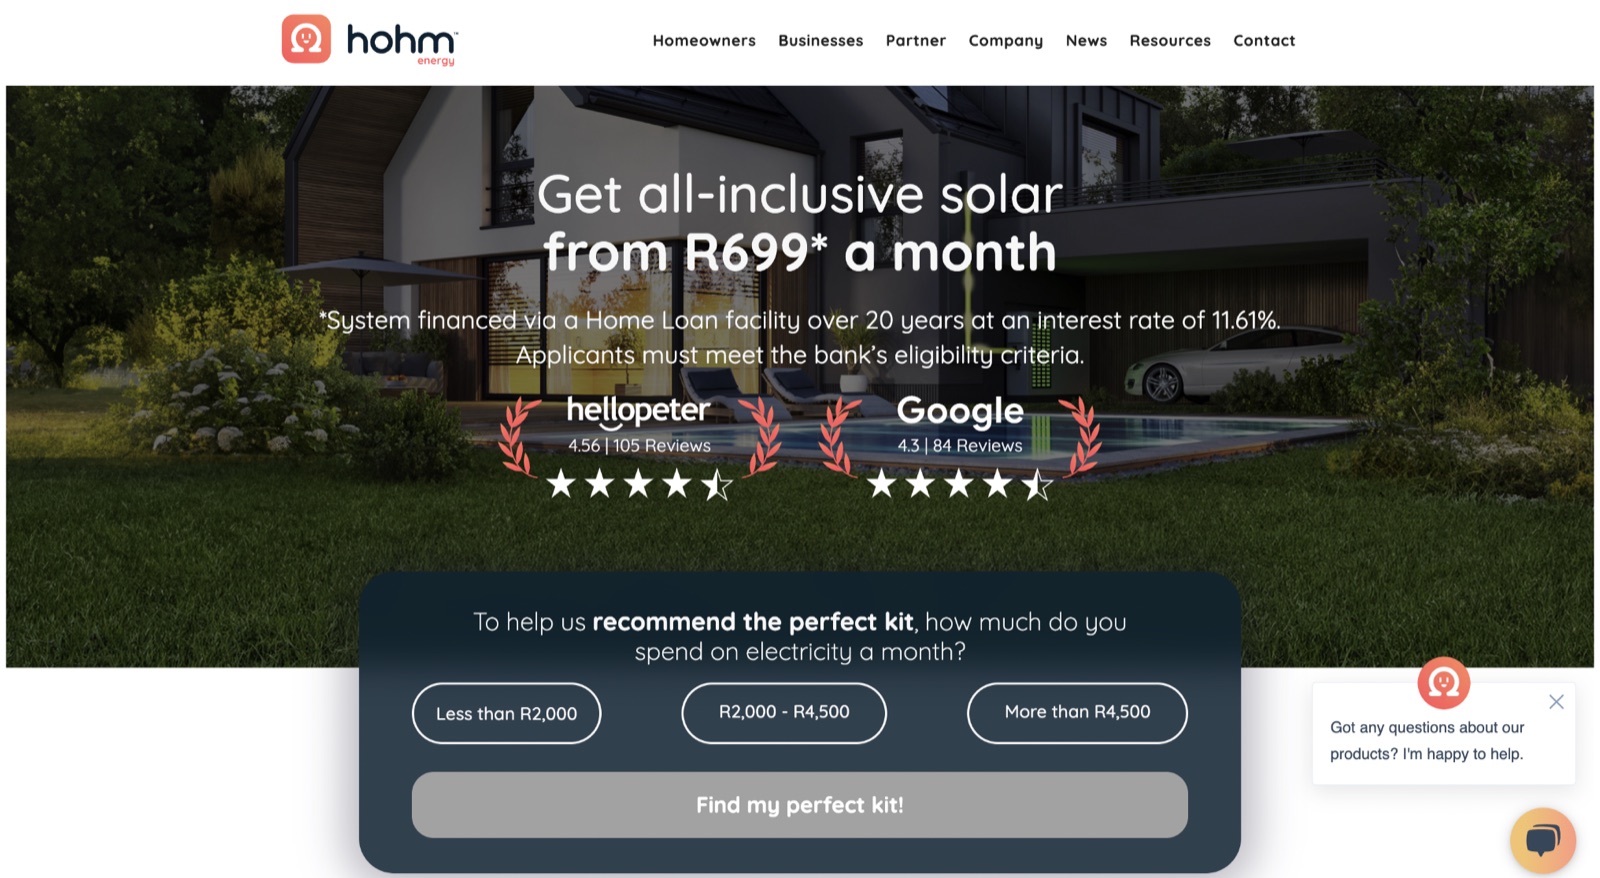 hohm™
energy
Homeowners Businesses Partner Company News Resources Contact
Get all-inclusive solar
from R699* a month
*System financed via a Home Loan facility over 20 years at an interest rate of 11.61%.
Applicants must meet the bank's eligibility criteria.
hellopeter
4.56 | 105 Reviews
Google
4.3 | 84 Reviews
To help us recommend the perfect kit, how much do you
spend on electricity a month?
Less than R2,000
R2,000 - R4,500
More than R4,500
Find my perfect kit!
Got any questions about our
products? I'm happy to help.